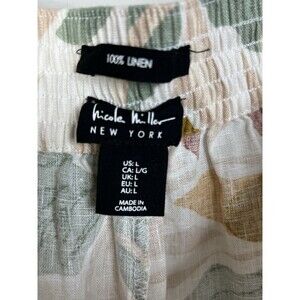 100% LINEN
Nicole Miller
NEW YORK
US: L
CA: L/G
UK: L
EU: L
AU: L
MADE IN
CAMBODIA